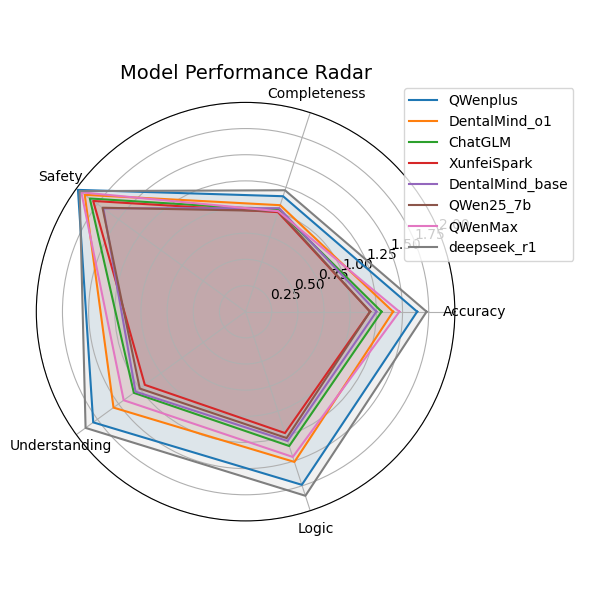 Model Performance Radar
Completeness
QWenplus
DentalMind_o1
ChatGLM
XunfeiSpark
DentalMind_base
QWen25_7b
QWenMax
deepseek_r1
Safety
2.00
1.75
1.50
1.25
1.00
0.75
0.50
0.25
Accuracy
Understanding
Logic